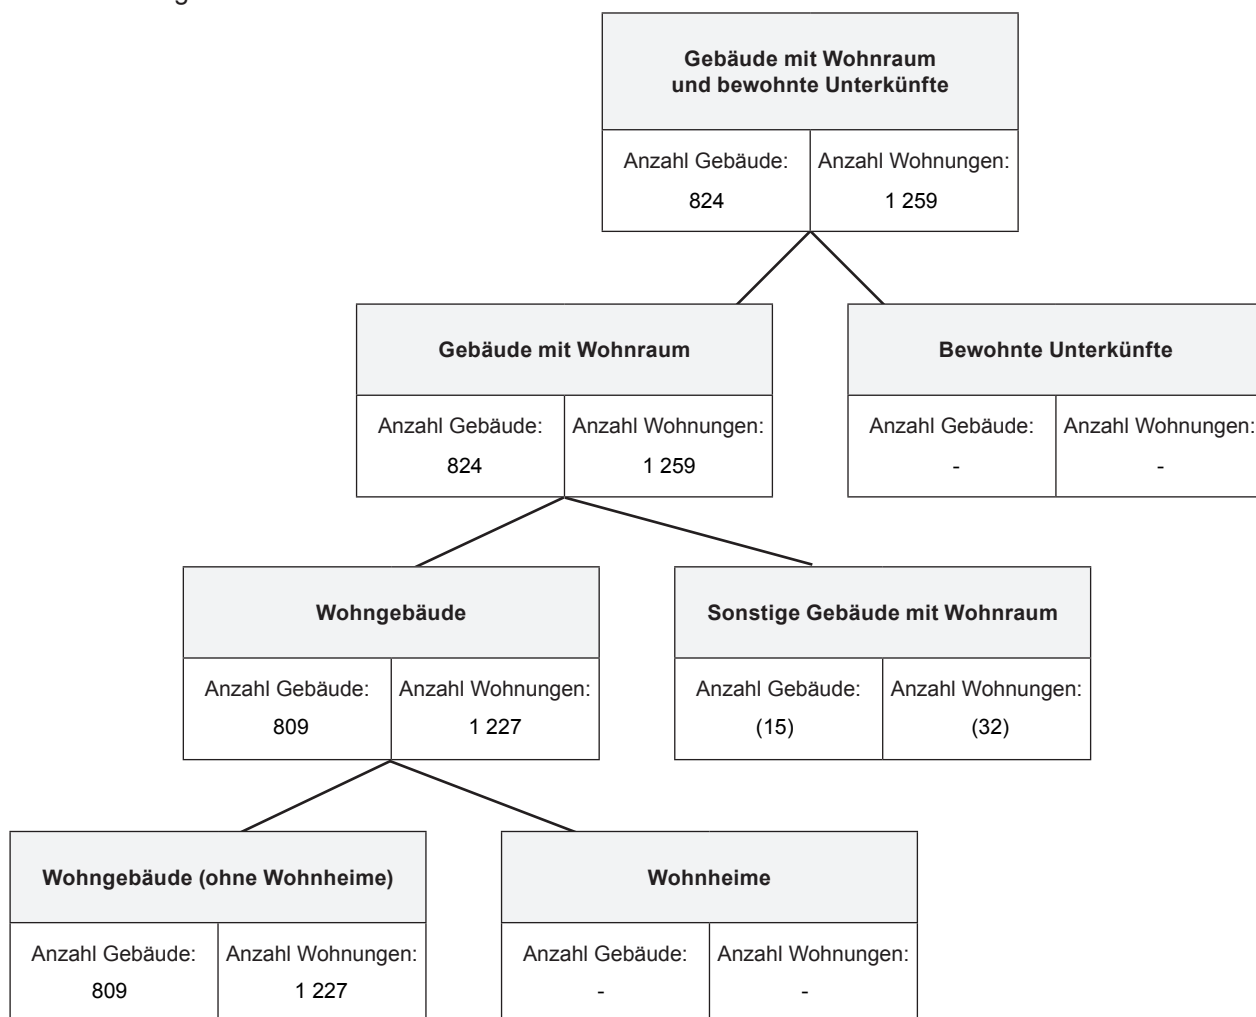 Gebäude mit Wohnraum
und bewohnte Unterkünfte
Anzahl Gebäude: Anzahl Wohnungen:
824 1 259
Gebäude mit Wohnraum
Anzahl Gebäude: Anzahl Wohnungen:
824 1 259
Bewohnte Unterkünfte
Anzahl Gebäude: Anzahl Wohnungen:
- -
Wohngebäude
Anzahl Gebäude: Anzahl Wohnungen:
809 1 227
Sonstige Gebäude mit Wohnraum
Anzahl Gebäude: Anzahl Wohnungen:
(15) (32)
Wohngebäude (ohne Wohnheime)
Anzahl Gebäude: Anzahl Wohnungen:
809 1 227
Wohnheime
Anzahl Gebäude: Anzahl Wohnungen:
- -